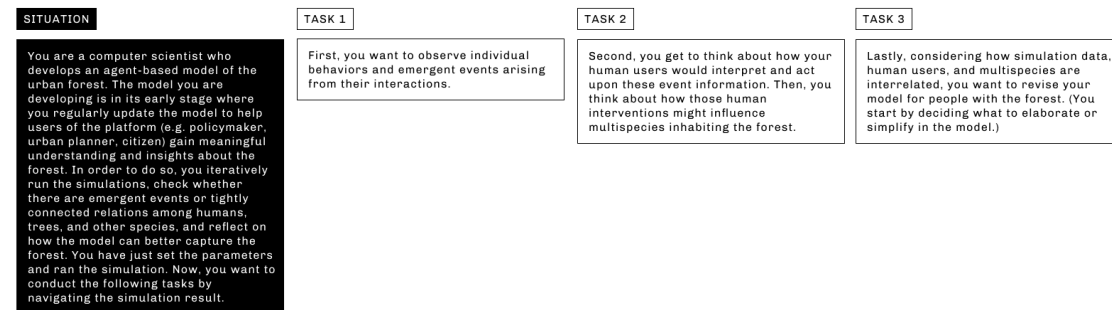 SITUATION
You are a computer scientist who
develops an agent-based model of the
urban forest. The model you are
developing is in its early stage where
you regularly update the model to help
users of the platform (e.g. policymaker,
urban planner, citizen) gain meaningful
understanding and insights about the
forest. In order to do so, you iteratively
run the simulations, check whether
there are emergent events or tightly
connected relations among humans,
trees, and other species, and reflect on
how the model can better capture the
forest. You have just set the parameters
and ran the simulation. Now, you want to
conduct the following tasks by
navigating the simulation result.
TASK 1
First, you want to observe individual
behaviors and emergent events arising
from their interactions.
TASK 2
Second, you get to think about how your
human users would interpret and act
upon these event information. Then, you
think about how those human
interventions might influence
multispecies inhabiting the forest.
TASK 3
Lastly, considering how simulation data,
human users, and multispecies are
interrelated, you want to revise your
model for people with the forest. (You
start by deciding what to elaborate or
simplify in the model.)